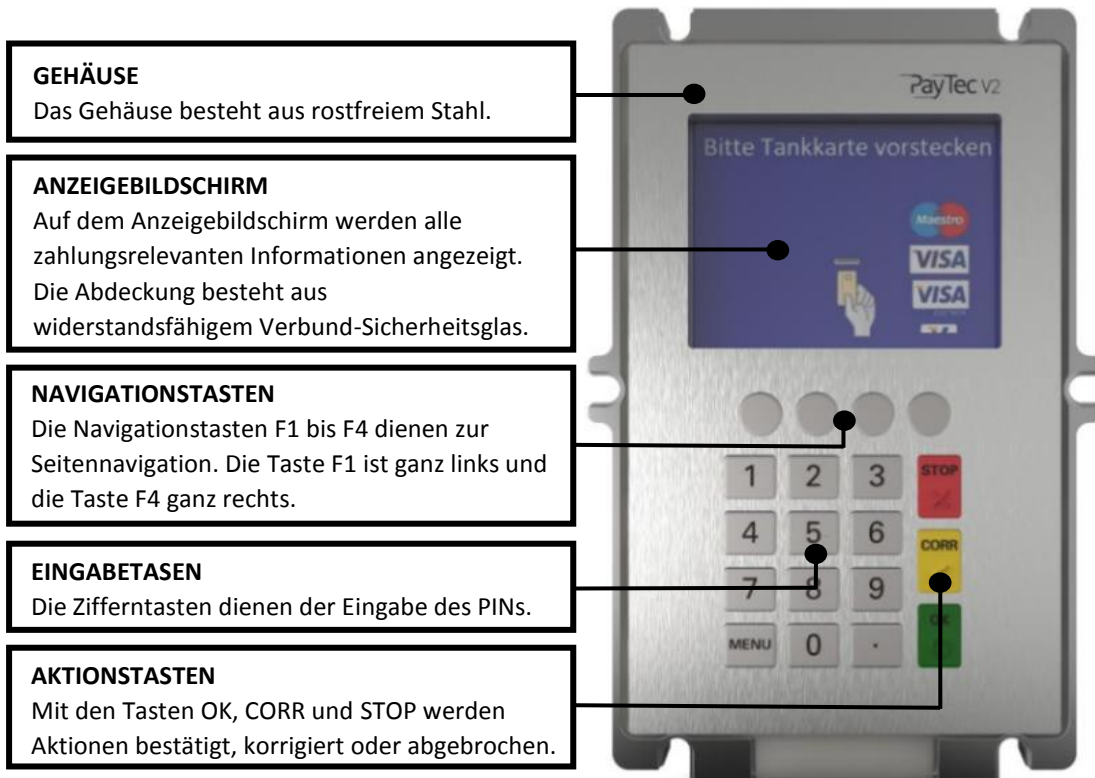 GEHÄUSE
Das Gehäuse besteht aus rostfreiem Stahl.
ANZEIGEBILDSCHIRM
Auf dem Anzeigebildschirm werden alle
zahlungsrelevanten Informationen angezeigt.
Die Abdeckung besteht aus
widerstandsfähigem Verbund-Sicherheitsglas.
NAVIGATIONSTASTEN
Die Navigationstasten F1 bis F4 dienen zur
Seitennavigation. Die Taste F1 ist ganz links und
die Taste F4 ganz rechts.
EINGABETASEN
Die Zifferntasten dienen der Eingabe des PINs.
AKTIONSTASTEN
Mit den Tasten OK, CORR und STOP werden
Aktionen bestätigt, korrigiert oder abgebrochen.
PayTec V2
Bitte Tankkarte vorstecken
Maestro
VISA
VISA
1 2 3 STOP
4 5 6 CORR
7 8 9 OK
MENU 0 .